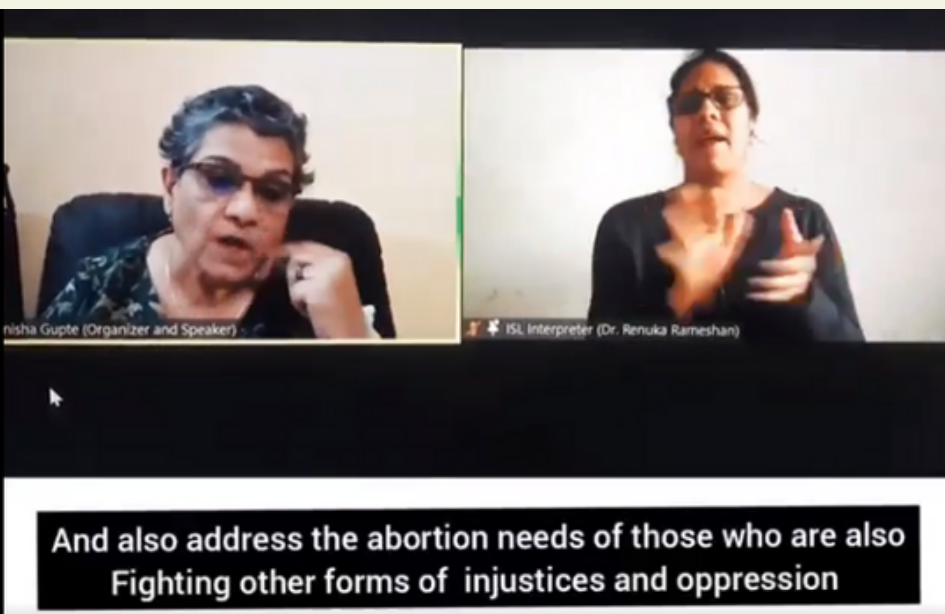 nisha Gupte (Organizer and Speaker)
ISL Interpreter (Dr. Renuka Rameshan)
And also address the abortion needs of those who are also
Fighting other forms of injustices and oppression